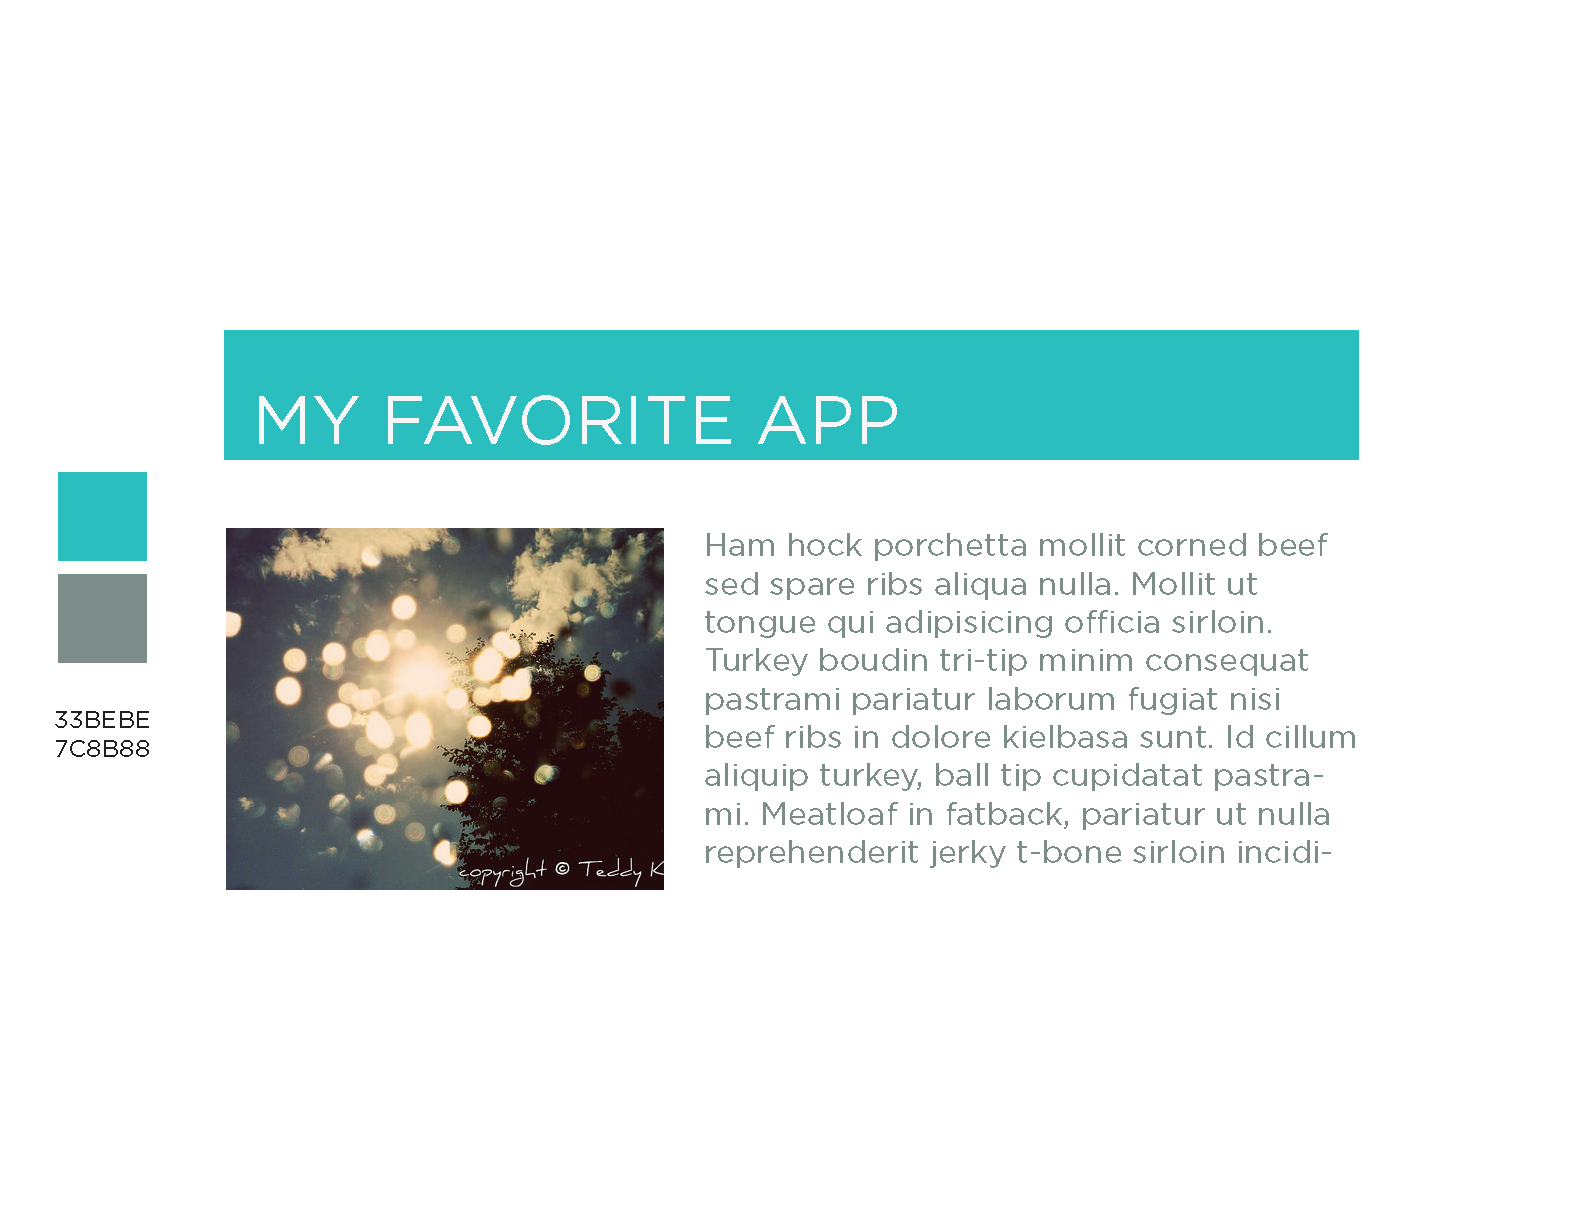 MY FAVORITE APP
33BEBE
7C8B88
Ham hock porchetta mollit corned beef
sed spare ribs aliqua nulla. Mollit ut
tongue qui adipisicing officia sirloin.
Turkey boudin tri-tip minim consequat
pastrami pariatur laborum fugiat nisi
beef ribs in dolore kielbasa sunt. Id cillum
aliquip turkey, ball tip cupidatat pastra-
mi. Meatloaf in fatback, pariatur ut nulla
reprehenderit jerky t-bone sirloin incidi-
copyright © Teddy K